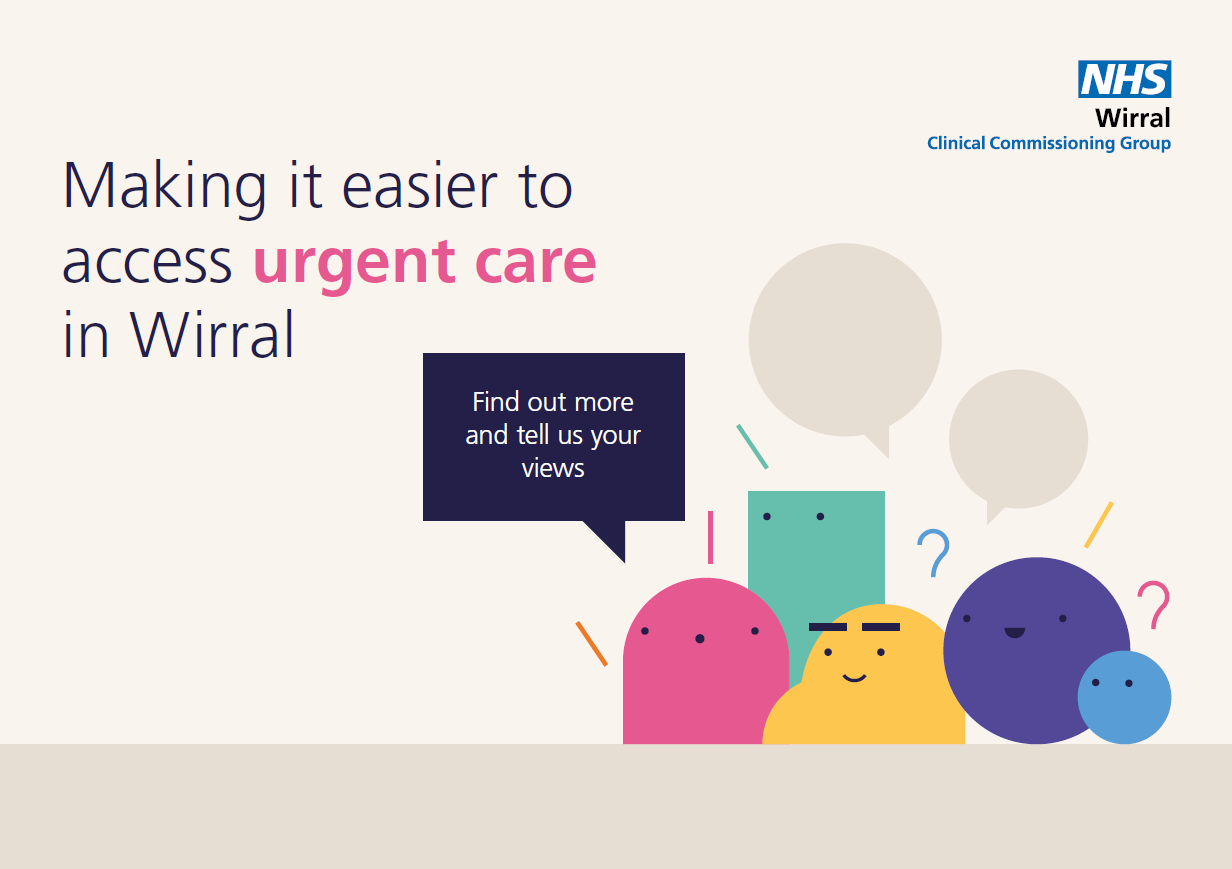 NHS
Wirral
Clinical Commissioning Group
Making it easier to
access urgent care
in Wirral
Find out more
and tell us your
views
?
?